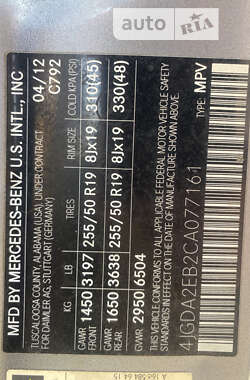 auto RIA
MFD BY MERCEDES-BENZ U.S. INTL., INC
TUSCALOOSA COUNTY, ALABAMA (USA), UNDER CONTRACT
FOR DAIMLER AG, STUTTGART (GERMANY)
04/12
C792
KG LB TIRES RIM SIZE COLD KPA(PSI)
GAWR
FRONT 1450 3197 255/50 R19 8Jx19 310(45)
GAWR
REAR 1650 3638 255/50 R19 8Jx19 330(48)
GVWR 2950 6504
THIS VEHICLE CONFORMS TO ALL APPLICABLE FEDERAL MOTOR VEHICLE SAFETY
STANDARDS IN EFFECT ON THE DATE OF MANUFACTURE SHOWN ABOVE.
4JGDA2EB2CA077161 TYPE: MPV